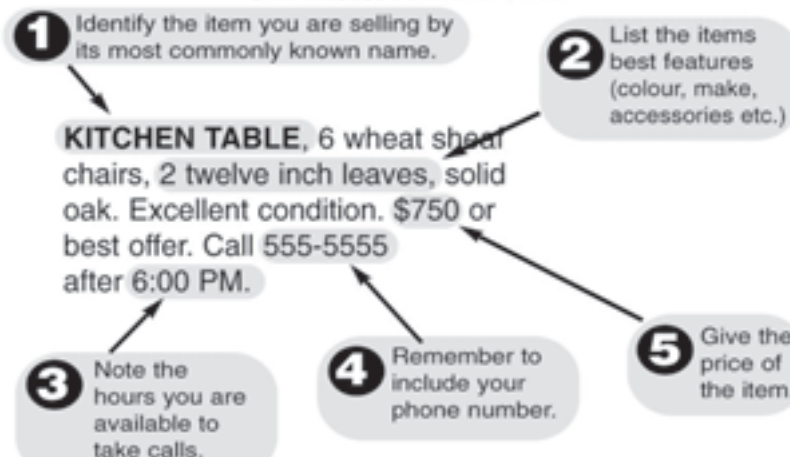 1 Identify the item you are selling by
its most commonly known name.
2 List the items
best features
(colour, make,
accessories etc.)
KITCHEN TABLE, 6 wheat sheaf
chairs, 2 twelve inch leaves, solid
oak. Excellent condition. $750 or
best offer. Call 555-5555
after 6:00 PM.
3 Note the
hours you are
available to
take calls.
4 Remember to
include your
phone number.
5 Give the
price of
the item